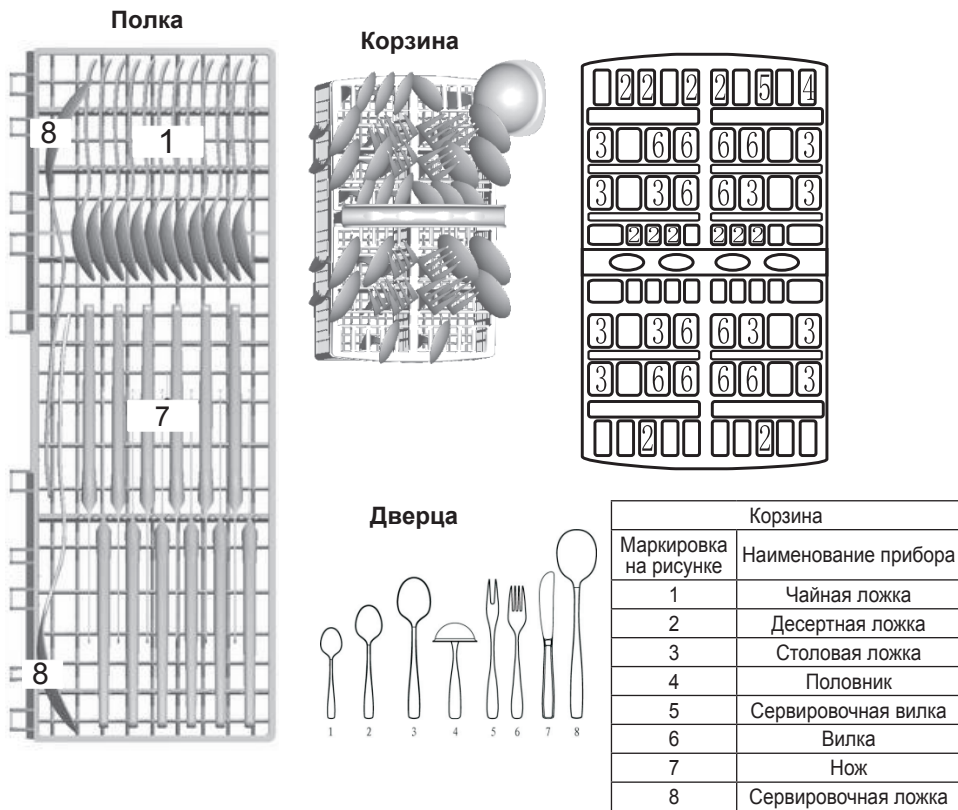 Полка
Корзина
8
1
7
8
2 2 2 2 5 4
3 6 6 6 6 3
3 3 6 6 3 3
2 2 2 2 2 2
3 3 6 6 3 3
3 6 6 6 6 3
2 2
Дверца
1 2 3 4 5 6 7 8
Корзина
Маркировка на рисунке Наименование прибора
1 Чайная ложка
2 Десертная ложка
3 Столовая ложка
4 Половник
5 Сервировочная вилка
6 Вилка
7 Нож
8 Сервировочная ложка